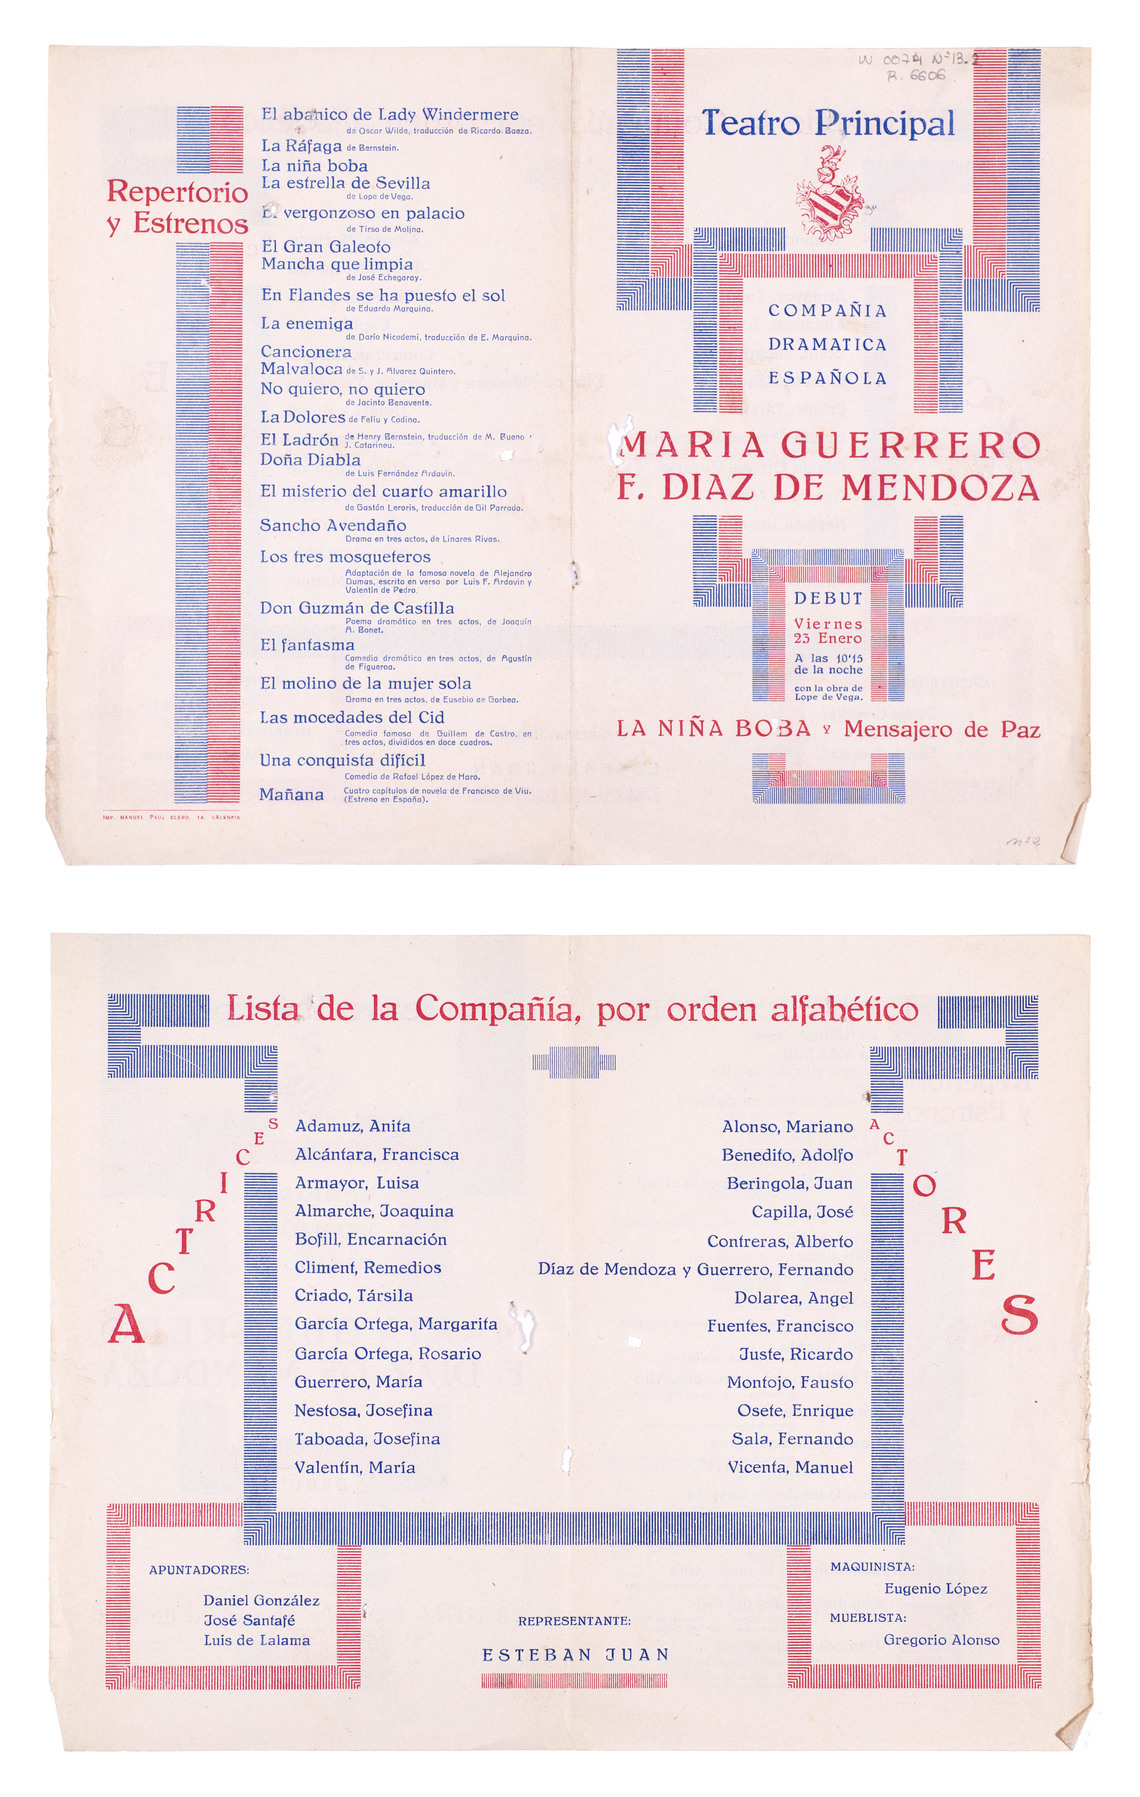 Repertorio
y Estrenos
El abanico de Lady Windermere
de Oscar Wilde, traducción de Ricardo Baeza.
La Ráfaga de Bernstein.
La niña boba
La estrella de Sevilla
de Lope de Vega.
El vergonzoso en palacio
de Tirso de Molina.
El Gran Galeoto
Mancha que limpia
de José Echegaray.
En Flandes se ha puesto el sol
de Eduardo Marquina.
La enemiga
de Darío Nicodemi, traducción de E. Marquina.
Cancionera
Malvaloca de S. y J. Alvarez Quintero.
No quiero, no quiero
de Jacinto Benavente.
La Dolores de Feliu y Codina.
El Ladrón de Henry Bernstein, traducción de M. Bueno y
J. Catarineu.
Doña Diabla
de Luis Fernández Ardavín.
El misterio del cuarto amarillo
de Gastón Leroris, traducción de Gil Parrado.
Sancho Avendaño
Drama en tres actos, de Linares Rivas.
Los tres mosqueteros
Adaptación de la famosa novela de Alejandro
Dumas, escrita en verso por Luis F. Ardavín y
Valentín de Pedro.
Don Guzmán de Castilla
Poema dramático en tres actos, de Joaquín
A. Bonet.
El fantasma
Comedia dramática en tres actos, de Agustín
de Figueroa.
El molino de la mujer sola
Drama en tres actos, de Eusebio de Gorbea.
Las mocedades del Cid
Comedia famosa de Guillem de Castro, en
tres actos, divididos en doce cuadros.
Una conquista difícil
Comedia de Rafael López de Haro.
Mañana Cuatro capítulos de novela de Francisco de Viu.
(Estreno en España).
IMP. MANUEL PAU, CLERO, 14, VALENCIA
W 0074 Nº 13-2
R. 6606
Teatro Principal
COMPAÑIA
DRAMATICA
ESPAÑOLA
MARIA GUERRERO
F. DIAZ DE MENDOZA
DEBUT
Viernes
23 Enero
A las 10'15
de la noche
con la obra de
Lope de Vega.
LA NIÑA BOBA y Mensajero de Paz
nº 2
Lista de la Compañía, por orden alfabético
ACTRICES
Adamuz, Anita
Alcántara, Francisca
Armayor, Luisa
Almarche, Joaquina
Bofill, Encarnación
Climent, Remedios
Criado, Társila
García Ortega, Margarita
García Ortega, Rosario
Guerrero, María
Nestosa, Josefina
Taboada, Josefina
Valentín, María
ACTORES
Alonso, Mariano
Benedito, Adolfo
Beringola, Juan
Capilla, José
Contreras, Alberto
Díaz de Mendoza y Guerrero, Fernando
Dolarea, Angel
Fuentes, Francisco
Juste, Ricardo
Montojo, Fausto
Osete, Enrique
Sala, Fernando
Vicenta, Manuel
APUNTADORES:
Daniel González
José Santafé
Luis de Lalama
REPRESENTANTE:
ESTEBAN JUAN
MAQUINISTA:
Eugenio López
MUEBLISTA:
Gregorio Alonso